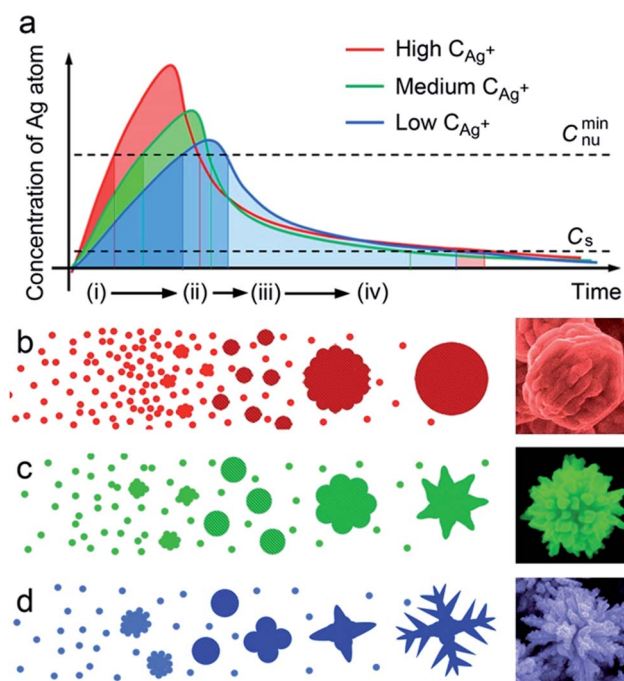 a
Concentration of Ag atom
High C_Ag+
Medium C_Ag+
Low C_Ag+
C_nu^min
C_s
(i) (ii) (iii) (iv) Time
b
c
d